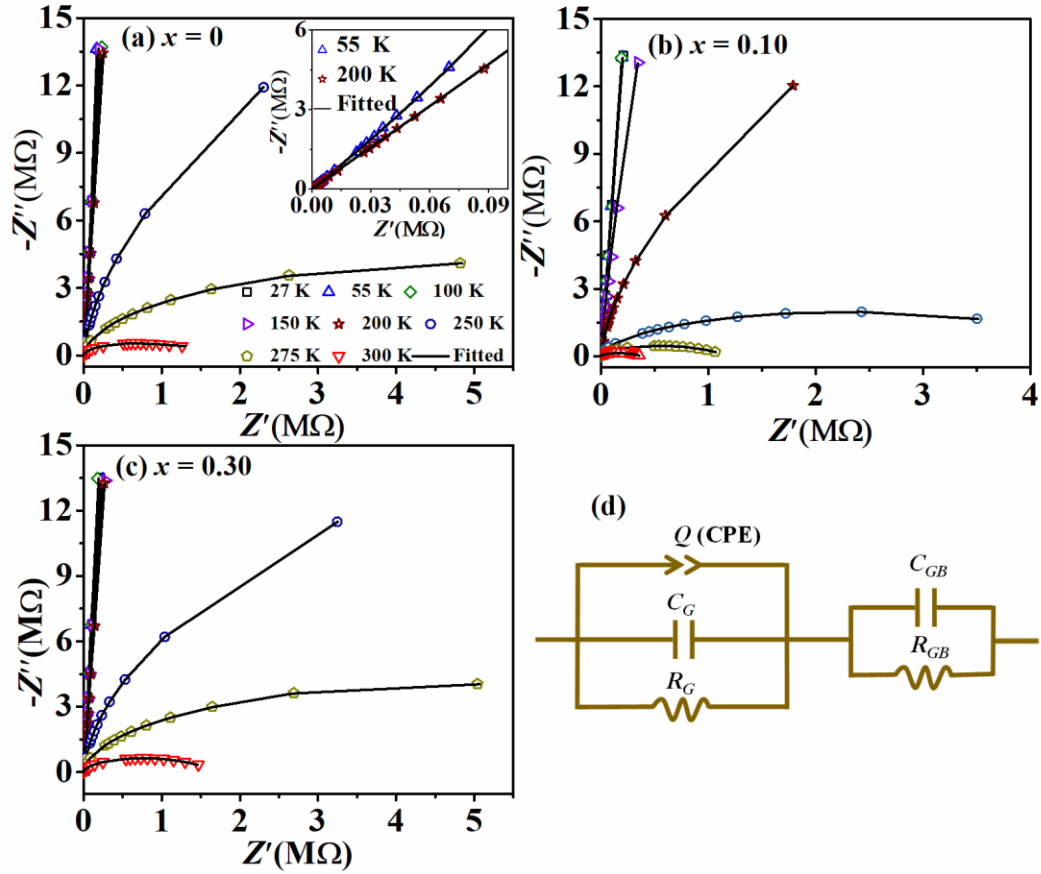 (a) x = 0
-Z''(MΩ)
15
12
9
6
3
0
0 1 2 3 4 5
Z'(MΩ)
-Z''(MΩ)
6
3
0
0.00 0.03 0.06 0.09
Z'(MΩ)
55 K
200 K
Fitted
27 K 55 K 100 K
150 K 200 K 250 K
275 K 300 K Fitted
(b) x = 0.10
-Z''(MΩ)
15
12
9
6
3
0
0 1 2 3 4
Z'(MΩ)
(c) x = 0.30
-Z''(MΩ)
15
12
9
6
3
0
0 1 2 3 4 5
Z'(MΩ)
(d)
Q (CPE)
C_G
R_G
C_GB
R_GB